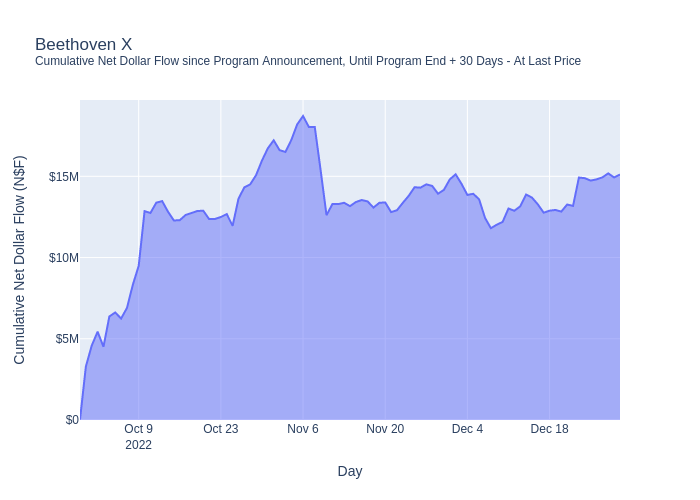 Beethoven X
Cumulative Net Dollar Flow since Program Announcement, Until Program End + 30 Days - At Last Price
Cumulative Net Dollar Flow (N$F)
$15M
$10M
$5M
$0
Oct 9
2022
Oct 23
Nov 6
Nov 20
Dec 4
Dec 18
Day